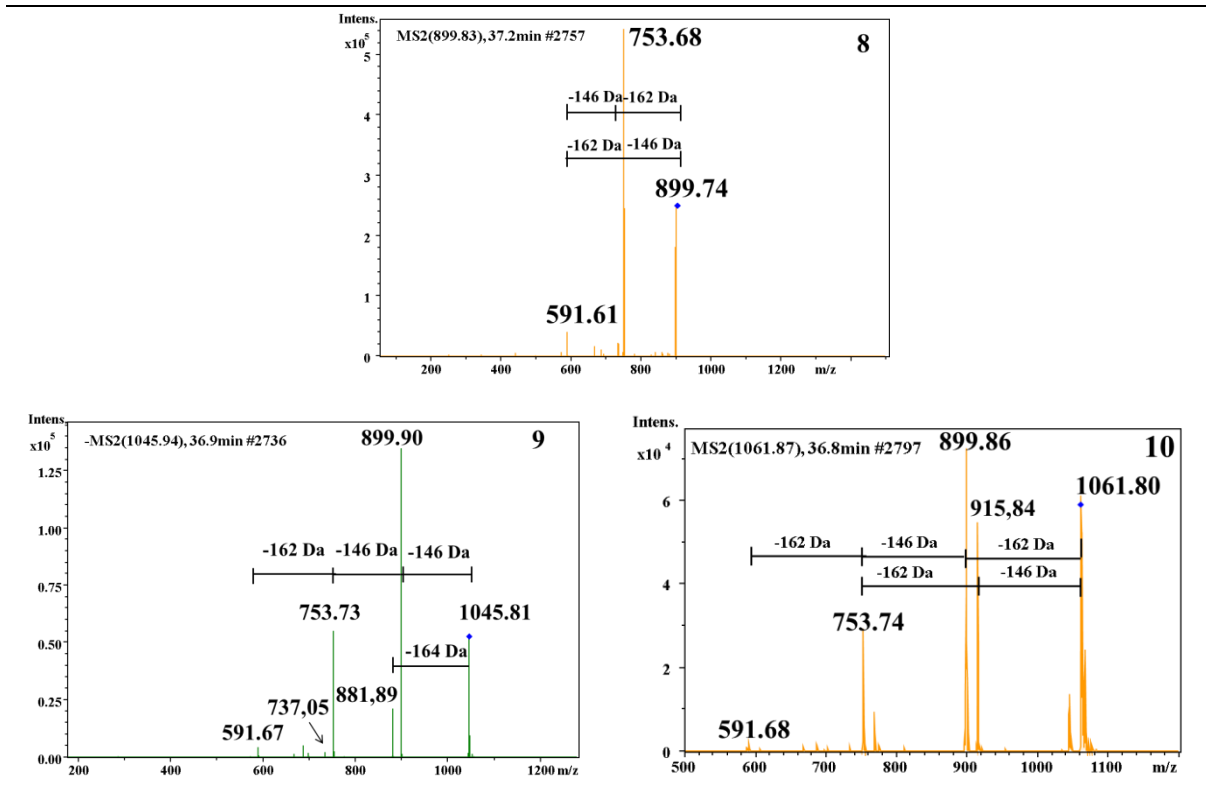 Intens.
x10⁵
MS2(899.83), 37.2min #2757
753.68
8
5
-146 Da -162 Da
4
-162 Da -146 Da
3
899.74
2
1
591.61
0
200 400 600 800 1000 1200 m/z
Intens.
x10⁵
-MS2(1045.94), 36.9min #2736
899.90
9
1.25
1.00
-162 Da -146 Da -146 Da
0.75
753.73
1045.81
0.50
-164 Da
881,89
0.25
737,05
591.67
0.00
200 400 600 800 1000 1200 m/z
Intens.
x10⁴
MS2(1061.87), 36.8min #2797
899.86
10
1061.80
6
915,84
-162 Da -146 Da -162 Da
4
-162 Da -146 Da
753.74
2
591.68
0
500 600 700 800 900 1000 1100 m/z